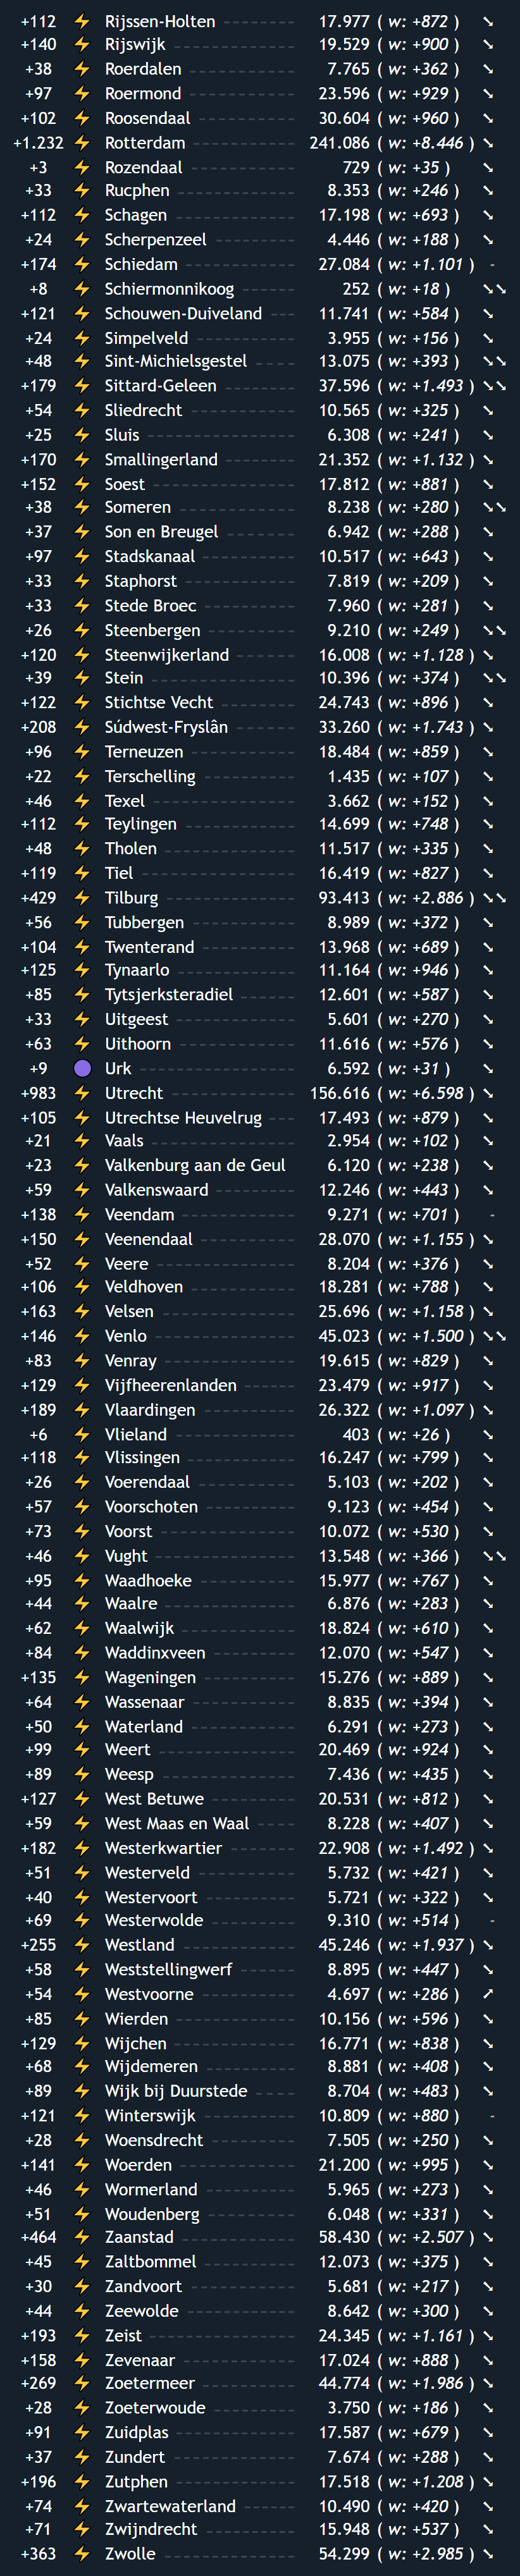 +112 ⚡ Rijssen-Holten 17.977 ( w: +872 ) ↘
+140 ⚡ Rijswijk 19.529 ( w: +900 ) ↘
+38 ⚡ Roerdalen 7.765 ( w: +362 ) ↘
+97 ⚡ Roermond 23.596 ( w: +929 ) ↘
+102 ⚡ Roosendaal 30.604 ( w: +960 ) ↘
+1.232 ⚡ Rotterdam 241.086 ( w: +8.446 ) ↘
+3 ⚡ Rozendaal 729 ( w: +35 ) ↘
+33 ⚡ Rucphen 8.353 ( w: +246 ) ↘
+112 ⚡ Schagen 17.198 ( w: +693 ) ↘
+24 ⚡ Scherpenzeel 4.446 ( w: +188 ) ↘
+174 ⚡ Schiedam 27.084 ( w: +1.101 ) -
+8 ⚡ Schiermonnikoog 252 ( w: +18 ) ↘↘
+121 ⚡ Schouwen-Duiveland 11.741 ( w: +584 ) ↘
+24 ⚡ Simpelveld 3.955 ( w: +156 ) ↘
+48 ⚡ Sint-Michielsgestel 13.075 ( w: +393 ) ↘↘
+179 ⚡ Sittard-Geleen 37.596 ( w: +1.493 ) ↘↘
+54 ⚡ Sliedrecht 10.565 ( w: +325 ) ↘
+25 ⚡ Sluis 6.308 ( w: +241 ) ↘
+170 ⚡ Smallingerland 21.352 ( w: +1.132 ) ↘
+152 ⚡ Soest 17.812 ( w: +881 ) ↘
+38 ⚡ Someren 8.238 ( w: +280 ) ↘↘
+37 ⚡ Son en Breugel 6.942 ( w: +288 ) ↘
+97 ⚡ Stadskanaal 10.517 ( w: +643 ) ↘
+33 ⚡ Staphorst 7.819 ( w: +209 ) ↘
+33 ⚡ Stede Broec 7.960 ( w: +281 ) ↘
+26 ⚡ Steenbergen 9.210 ( w: +249 ) ↘↘
+120 ⚡ Steenwijkerland 16.008 ( w: +1.128 ) ↘
+39 ⚡ Stein 10.396 ( w: +374 ) ↘↘
+122 ⚡ Stichtse Vecht 24.743 ( w: +896 ) ↘
+208 ⚡ Súdwest-Fryslân 33.260 ( w: +1.743 ) ↘
+96 ⚡ Terneuzen 18.484 ( w: +859 ) ↘
+22 ⚡ Terschelling 1.435 ( w: +107 ) ↘
+46 ⚡ Texel 3.662 ( w: +152 ) ↘
+112 ⚡ Teylingen 14.699 ( w: +748 ) ↘
+48 ⚡ Tholen 11.517 ( w: +335 ) ↘
+119 ⚡ Tiel 16.419 ( w: +827 ) ↘
+429 ⚡ Tilburg 93.413 ( w: +2.886 ) ↘↘
+56 ⚡ Tubbergen 8.989 ( w: +372 ) ↘
+104 ⚡ Twenterand 13.968 ( w: +689 ) ↘
+125 ⚡ Tynaarlo 11.164 ( w: +946 ) ↘
+85 ⚡ Tytsjerksteradiel 12.601 ( w: +587 ) ↘
+33 ⚡ Uitgeest 5.601 ( w: +270 ) ↘
+63 ⚡ Uithoorn 11.616 ( w: +576 ) ↘
+9 🟣 Urk 6.592 ( w: +31 ) ↘
+983 ⚡ Utrecht 156.616 ( w: +6.598 ) ↘
+105 ⚡ Utrechtse Heuvelrug 17.493 ( w: +879 ) ↘
+21 ⚡ Vaals 2.954 ( w: +102 ) ↘
+23 ⚡ Valkenburg aan de Geul 6.120 ( w: +238 ) ↘
+59 ⚡ Valkenswaard 12.246 ( w: +443 ) ↘
+138 ⚡ Veendam 9.271 ( w: +701 ) -
+150 ⚡ Veenendaal 28.070 ( w: +1.155 ) ↘
+52 ⚡ Veere 8.204 ( w: +376 ) ↘
+106 ⚡ Veldhoven 18.281 ( w: +788 ) ↘
+163 ⚡ Velsen 25.696 ( w: +1.158 ) ↘
+146 ⚡ Venlo 45.023 ( w: +1.500 ) ↘↘
+83 ⚡ Venray 19.615 ( w: +829 ) ↘
+129 ⚡ Vijfheerenlanden 23.479 ( w: +917 ) ↘
+189 ⚡ Vlaardingen 26.322 ( w: +1.097 ) ↘
+6 ⚡ Vlieland 403 ( w: +26 ) ↘
+118 ⚡ Vlissingen 16.247 ( w: +799 ) ↘
+26 ⚡ Voerendaal 5.103 ( w: +202 ) ↘
+57 ⚡ Voorschoten 9.123 ( w: +454 ) ↘
+73 ⚡ Voorst 10.072 ( w: +530 ) ↘
+46 ⚡ Vught 13.548 ( w: +366 ) ↘↘
+95 ⚡ Waadhoeke 15.977 ( w: +767 ) ↘
+44 ⚡ Waalre 6.876 ( w: +283 ) ↘
+62 ⚡ Waalwijk 18.824 ( w: +610 ) ↘
+84 ⚡ Waddinxveen 12.070 ( w: +547 ) ↘
+135 ⚡ Wageningen 15.276 ( w: +889 ) ↘
+64 ⚡ Wassenaar 8.835 ( w: +394 ) ↘
+50 ⚡ Waterland 6.291 ( w: +273 ) ↘
+99 ⚡ Weert 20.469 ( w: +924 ) ↘
+89 ⚡ Weesp 7.436 ( w: +435 ) ↘
+127 ⚡ West Betuwe 20.531 ( w: +812 ) ↘
+59 ⚡ West Maas en Waal 8.228 ( w: +407 ) ↘
+182 ⚡ Westerkwartier 22.908 ( w: +1.492 ) ↘
+51 ⚡ Westerveld 5.732 ( w: +421 ) ↘
+40 ⚡ Westervoort 5.721 ( w: +322 ) ↘
+69 ⚡ Westerwolde 9.310 ( w: +514 ) -
+255 ⚡ Westland 45.246 ( w: +1.937 ) ↘
+58 ⚡ Weststellingwerf 8.895 ( w: +447 ) ↘
+54 ⚡ Westvoorne 4.697 ( w: +286 ) ↗
+85 ⚡ Wierden 10.156 ( w: +596 ) ↘
+129 ⚡ Wijchen 16.771 ( w: +838 ) ↘
+68 ⚡ Wijdemeren 8.881 ( w: +408 ) ↘
+89 ⚡ Wijk bij Duurstede 8.704 ( w: +483 ) ↘
+121 ⚡ Winterswijk 10.809 ( w: +880 ) -
+28 ⚡ Woensdrecht 7.505 ( w: +250 ) ↘
+141 ⚡ Woerden 21.200 ( w: +995 ) ↘
+46 ⚡ Wormerland 5.965 ( w: +273 ) ↘
+51 ⚡ Woudenberg 6.048 ( w: +331 ) ↘
+464 ⚡ Zaanstad 58.430 ( w: +2.507 ) ↘
+45 ⚡ Zaltbommel 12.073 ( w: +375 ) ↘
+30 ⚡ Zandvoort 5.681 ( w: +217 ) ↘
+44 ⚡ Zeewolde 8.642 ( w: +300 ) ↘
+193 ⚡ Zeist 24.345 ( w: +1.161 ) ↘
+158 ⚡ Zevenaar 17.024 ( w: +888 ) ↘
+269 ⚡ Zoetermeer 44.774 ( w: +1.986 ) ↘
+28 ⚡ Zoeterwoude 3.750 ( w: +186 ) ↘
+91 ⚡ Zuidplas 17.587 ( w: +679 ) ↘
+37 ⚡ Zundert 7.674 ( w: +288 ) ↘
+196 ⚡ Zutphen 17.518 ( w: +1.208 ) ↘
+74 ⚡ Zwartewaterland 10.490 ( w: +420 ) ↘
+71 ⚡ Zwijndrecht 15.948 ( w: +537 ) ↘
+363 ⚡ Zwolle 54.299 ( w: +2.985 ) ↘